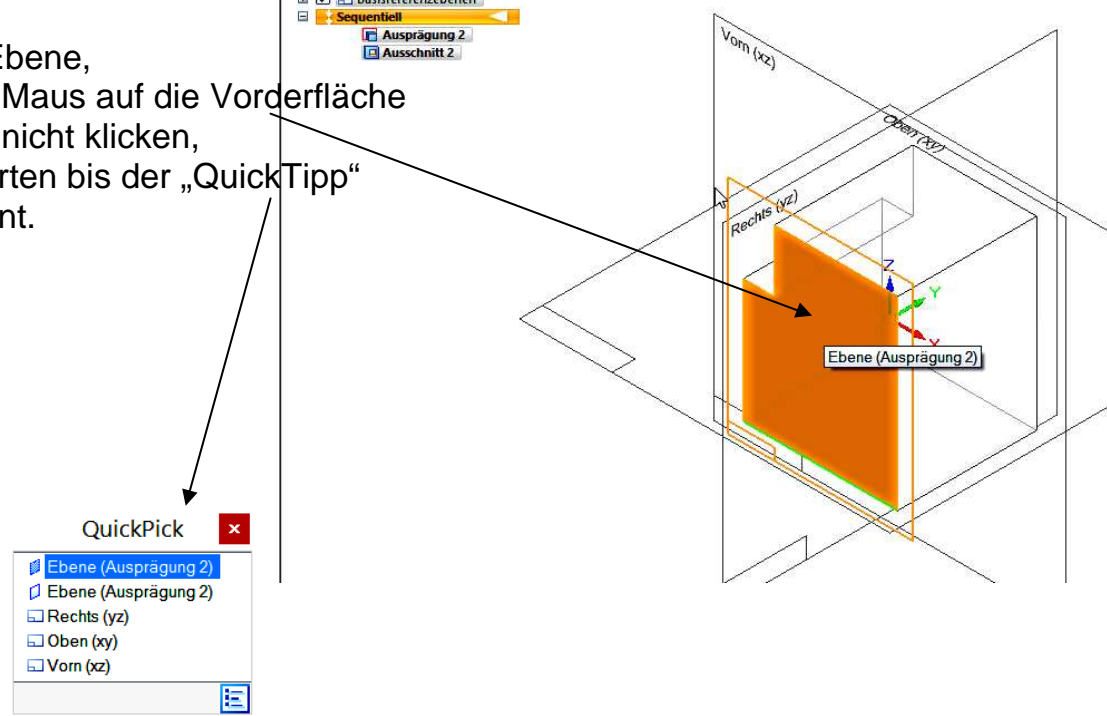 Basisreferenzebenen
Sequentiell
Ausprägung 2
Ausschnitt 2
Ebene,
Maus auf die Vorderfläche
nicht klicken,
rten bis der „QuickTipp“
nt.
Vorn (xz)
Oben (xy)
Rechts (yz)
Z
Y
X
Ebene (Ausprägung 2)
QuickPick
Ebene (Ausprägung 2)
Ebene (Ausprägung 2)
Rechts (yz)
Oben (xy)
Vorn (xz)